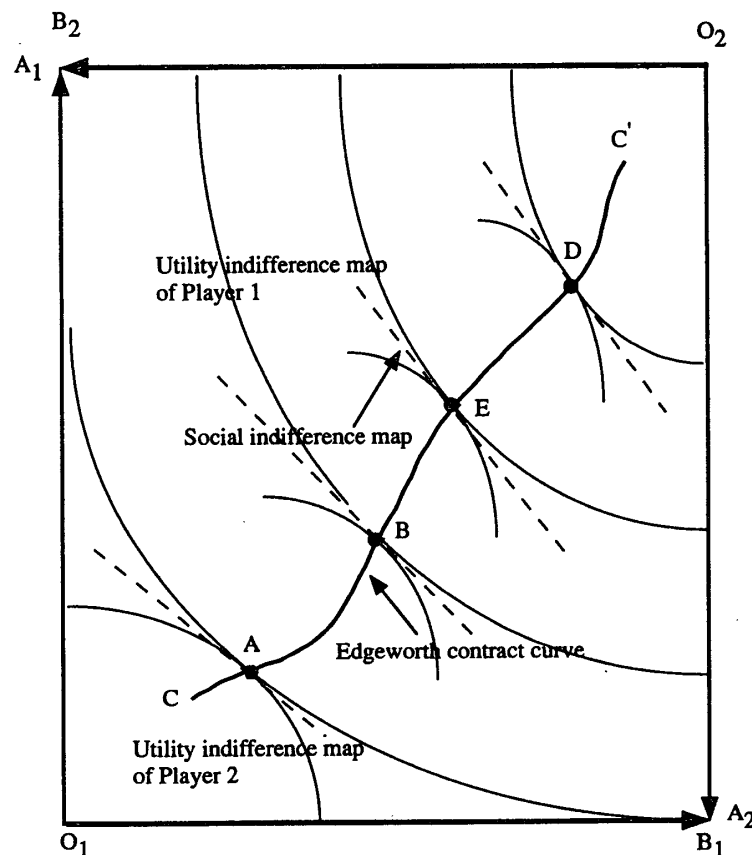 B2
O2
A1
C'
D
Utility indifference map
of Player 1
E
Social indifference map
B
Edgeworth contract curve
A
C
Utility indifference map
of Player 2
A2
O1
B1